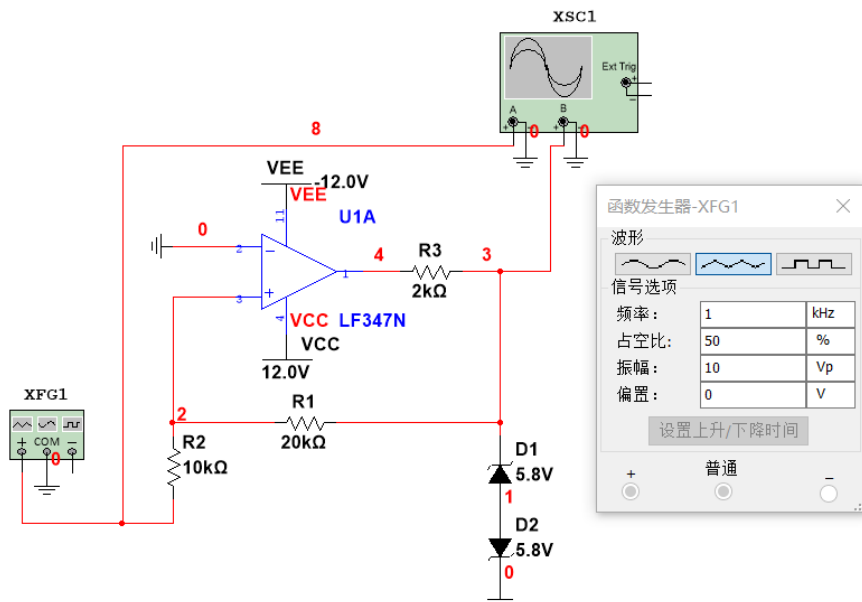 XSC1
Ext Trig
+
−
A
B
+
−
+
−
0
0
8
VEE
-12.0V
VEE
11
U1A
0
2
4
R3
3
1
2kΩ
3
4
VCC
LF347N
VCC
12.0V
XFG1
+
COM
−
0
2
R1
20kΩ
R2
10kΩ
D1
5.8V
1
D2
5.8V
0
函数发生器-XFG1
波形
信号选项
频率： 1 kHz
占空比: 50 %
振幅： 10 Vp
偏置： 0 V
设置上升/下降时间
+ 普通 −